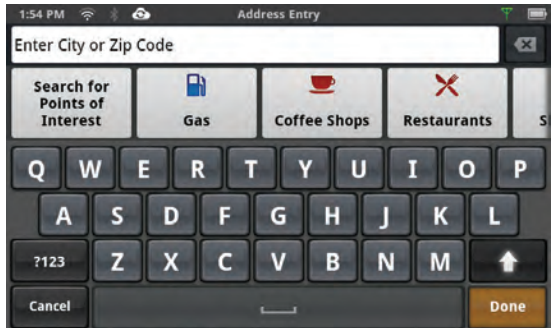 1:54 PM Address Entry
Enter City or Zip Code
Search for
Points of
Interest
Gas
Coffee Shops
Restaurants
S
Q W E R T Y U I O P
A S D F G H J K L
?123 Z X C V B N M
Cancel Done